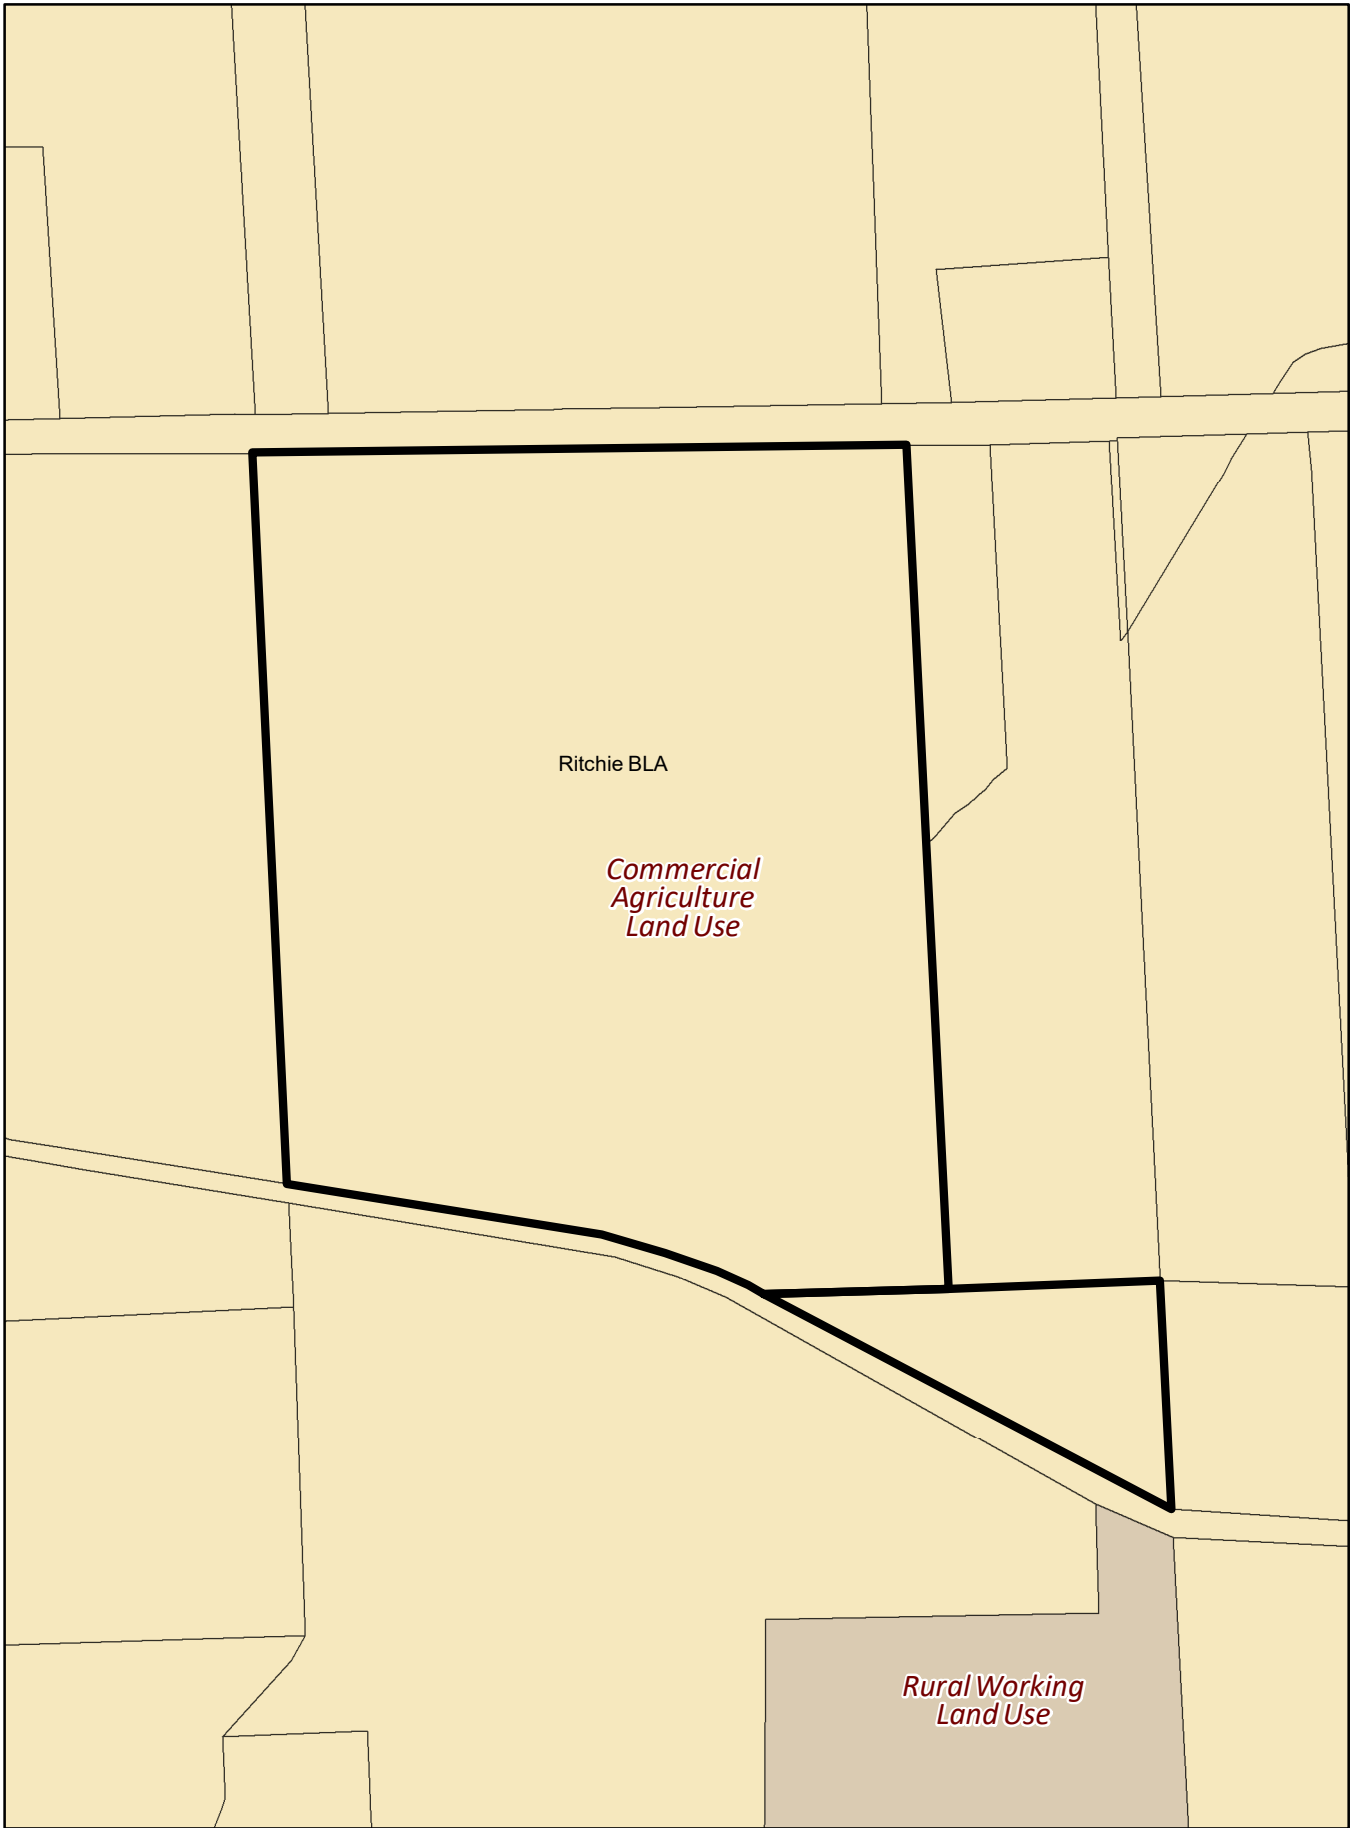 Ritchie BLA
Commercial
Agriculture
Land Use
Rural Working
Land Use